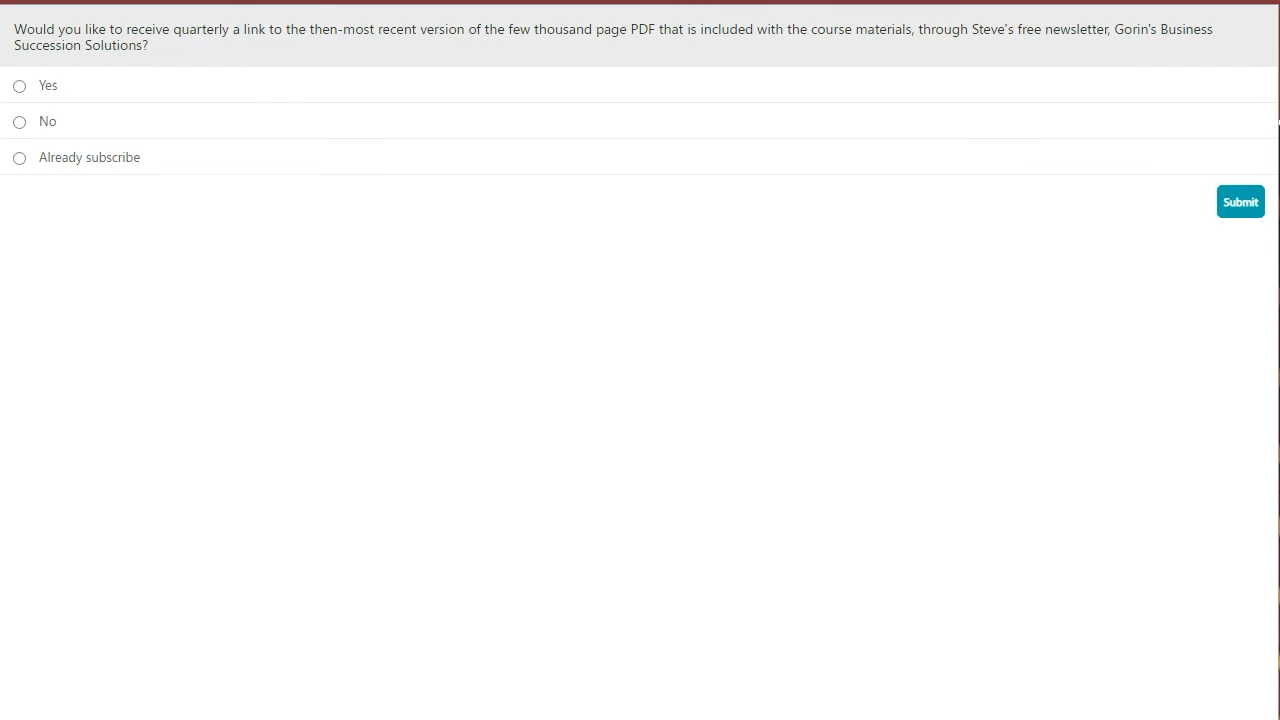 Would you like to receive quarterly a link to the then-most recent version of the few thousand page PDF that is included with the course materials, through Steve's free newsletter, Gorin's Business
Succession Solutions?
Yes
No
Already subscribe
Submit